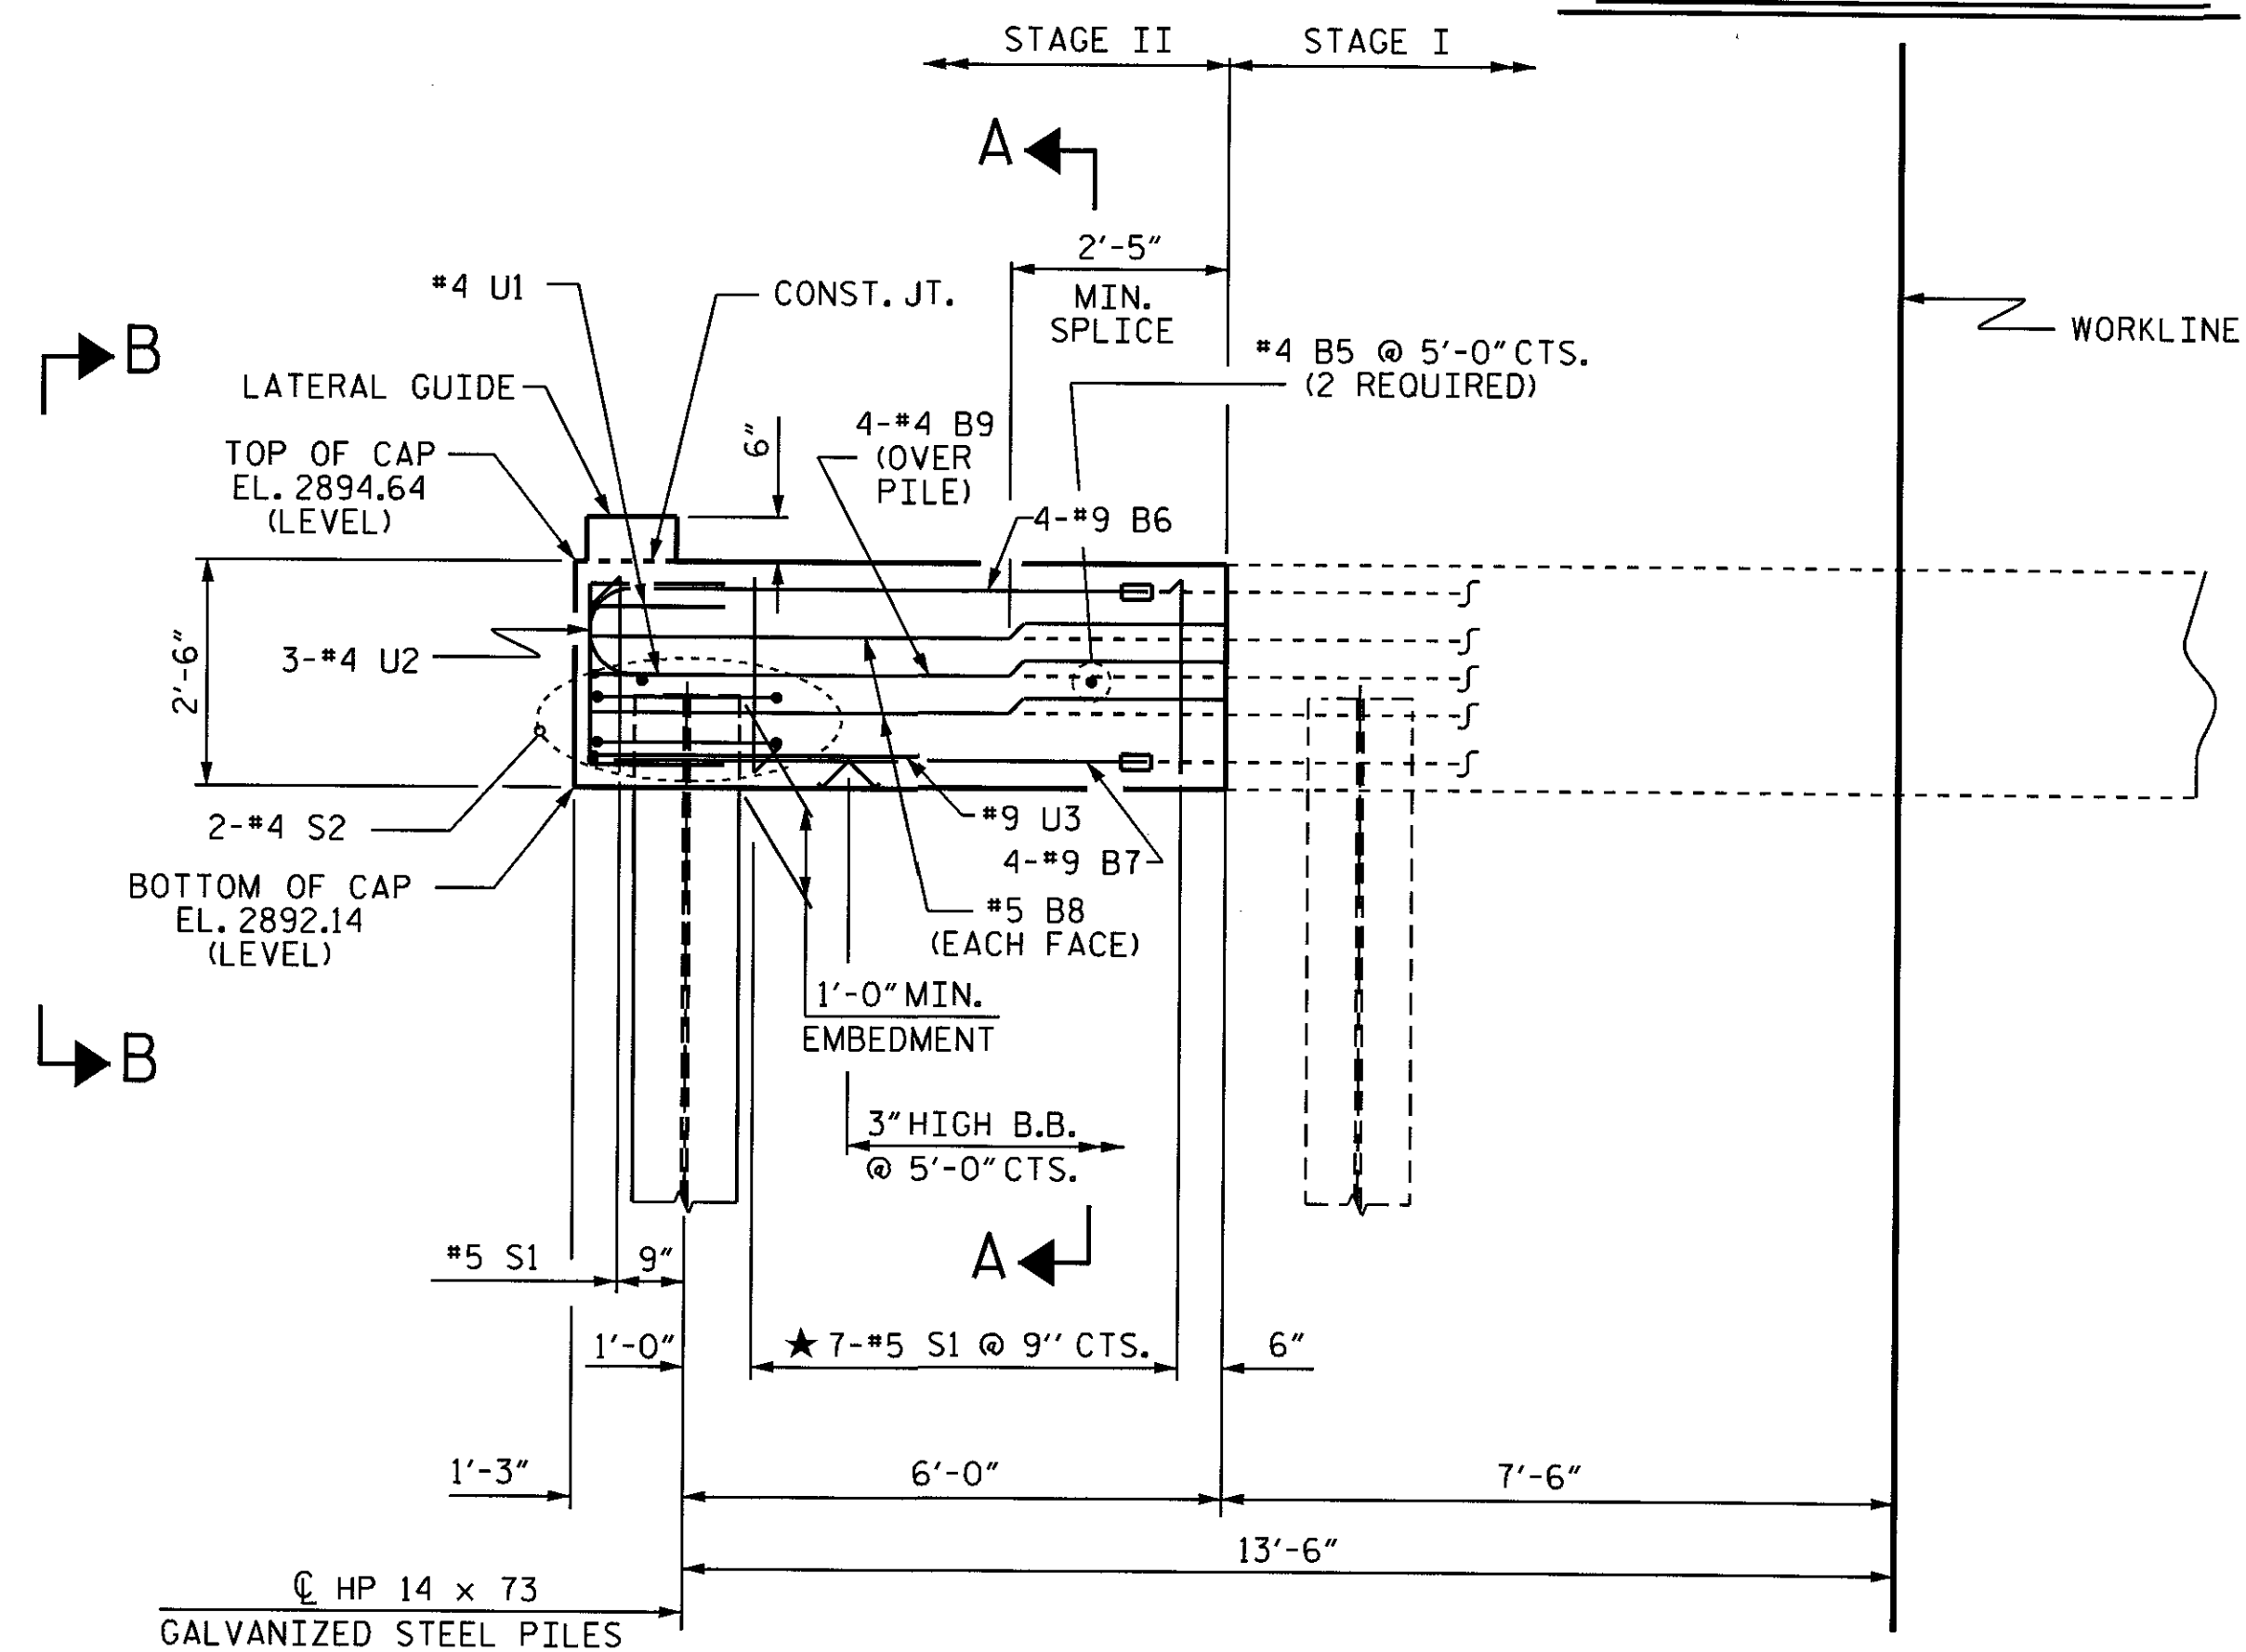 STAGE II
STAGE I
A
2'-5"
MIN.
SPLICE
#4 U1
CONST. JT.
B
WORKLINE
#4 B5 @ 5'-0" CTS.
(2 REQUIRED)
LATERAL GUIDE
6"
4-#4 B9
(OVER
PILE)
TOP OF CAP
EL. 2894.64
(LEVEL)
4-#9 B6
2'-6"
3-#4 U2
2-#4 S2
#9 U3
4-#9 B7
BOTTOM OF CAP
EL. 2892.14
(LEVEL)
#5 B8
(EACH FACE)
1'-0" MIN.
EMBEDMENT
B
3" HIGH B.B.
@ 5'-0" CTS.
#5 S1
9"
A
1'-0"
★ 7-#5 S1 @ 9'' CTS.
6"
1'-3"
6'-0"
7'-6"
13'-6"
℄ HP 14 x 73
GALVANIZED STEEL PILES